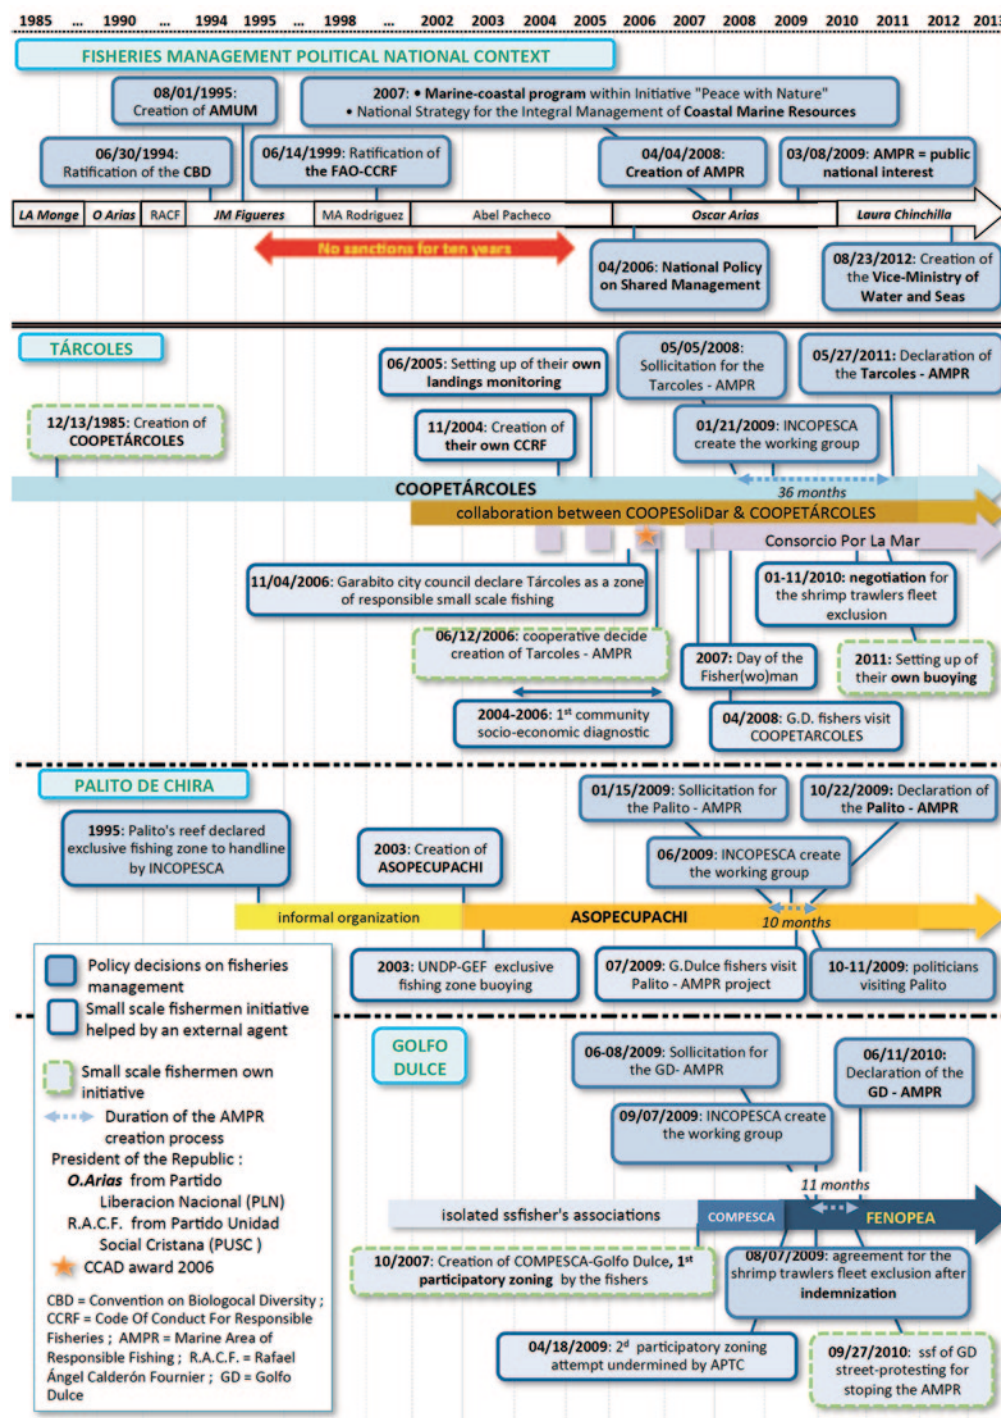 1985 ... 1990 ... 1994 1995 ... 1998 ... 2002 2003 2004 2005 2006 2007 2008 2009 2010 2011 2012 2013
FISHERIES MANAGEMENT POLITICAL NATIONAL CONTEXT
08/01/1995:
Creation of AMUM
2007: • Marine-coastal program within Initiative "Peace with Nature"
• National Strategy for the Integral Management of Coastal Marine Resources
06/30/1994:
Ratification of the CBD
06/14/1999: Ratification of
the FAO-CCRF
04/04/2008:
Creation of AMPR
03/08/2009: AMPR = public
national interest
LA Monge O Arias RACF JM Figueres MA Rodriguez Abel Pacheco Oscar Arias Laura Chinchilla
No sanctions for ten years
04/2006: National Policy
on Shared Management
08/23/2012: Creation of
the Vice-Ministry of
Water and Seas
TÁRCOLES
12/13/1985: Creation of
COOPETÁRCOLES
06/2005: Setting up of their own
landings monitoring
11/2004: Creation of
their own CCRF
05/05/2008:
Sollicitation for the
Tarcoles - AMPR
05/27/2011: Declaration of
the Tarcoles - AMPR
01/21/2009: INCOPESCA
create the working group
COOPETÁRCOLES
36 months
collaboration between COOPESoliDar & COOPETÁRCOLES
Consorcio Por La Mar
11/04/2006: Garabito city council declare Tárcoles as a zone
of responsible small scale fishing
01-11/2010: negotiation for
the shrimp trawlers fleet
exclusion
06/12/2006: cooperative decide
creation of Tarcoles - AMPR
2007: Day of the
Fisher(wo)man
2011: Setting up of
their own buoying
2004-2006: 1st community
socio-economic diagnostic
04/2008: G.D. fishers visit
COOPETARCOLES
PALITO DE CHIRA
1995: Palito's reef declared
exclusive fishing zone to handline
by INCOPESCA
2003: Creation of
ASOPECUPACHI
01/15/2009: Sollicitation for
the Palito - AMPR
10/22/2009: Declaration of
the Palito - AMPR
06/2009: INCOPESCA create
the working group
informal organization
ASOPECUPACHI
10 months
2003: UNDP-GEF exclusive
fishing zone buoying
07/2009: G.Dulce fishers visit
Palito - AMPR project
10-11/2009: politicians
visiting Palito
Policy decisions on fisheries
management
Small scale fishermen initiative
helped by an external agent
Small scale fishermen own
initiative
Duration of the AMPR
creation process
President of the Republic :
O.Arias from Partido
Liberacion Nacional (PLN)
R.A.C.F. from Partido Unidad
Social Cristana (PUSC )
CCAD award 2006
CBD = Convention on Biologocal Diversity ;
CCRF = Code Of Conduct For Responsible
Fisheries ; AMPR = Marine Area of
Responsible Fishing ; R.A.C.F. = Rafael
Ángel Calderón Fournier ; GD = Golfo
Dulce
GOLFO
DULCE
06-08/2009: Sollicitation for
the GD- AMPR
06/11/2010:
Declaration of the
GD - AMPR
09/07/2009: INCOPESCA create
the working group
11 months
isolated ssfisher's associations
COMPESCA
FENOPEA
10/2007: Creation of COMPESCA-Golfo Dulce, 1st
participatory zoning by the fishers
08/07/2009: agreement for the
shrimp trawlers fleet exclusion after
indemnization
04/18/2009: 2d participatory zoning
attempt undermined by APTC
09/27/2010: ssf of GD
street-protesting for
stoping the AMPR